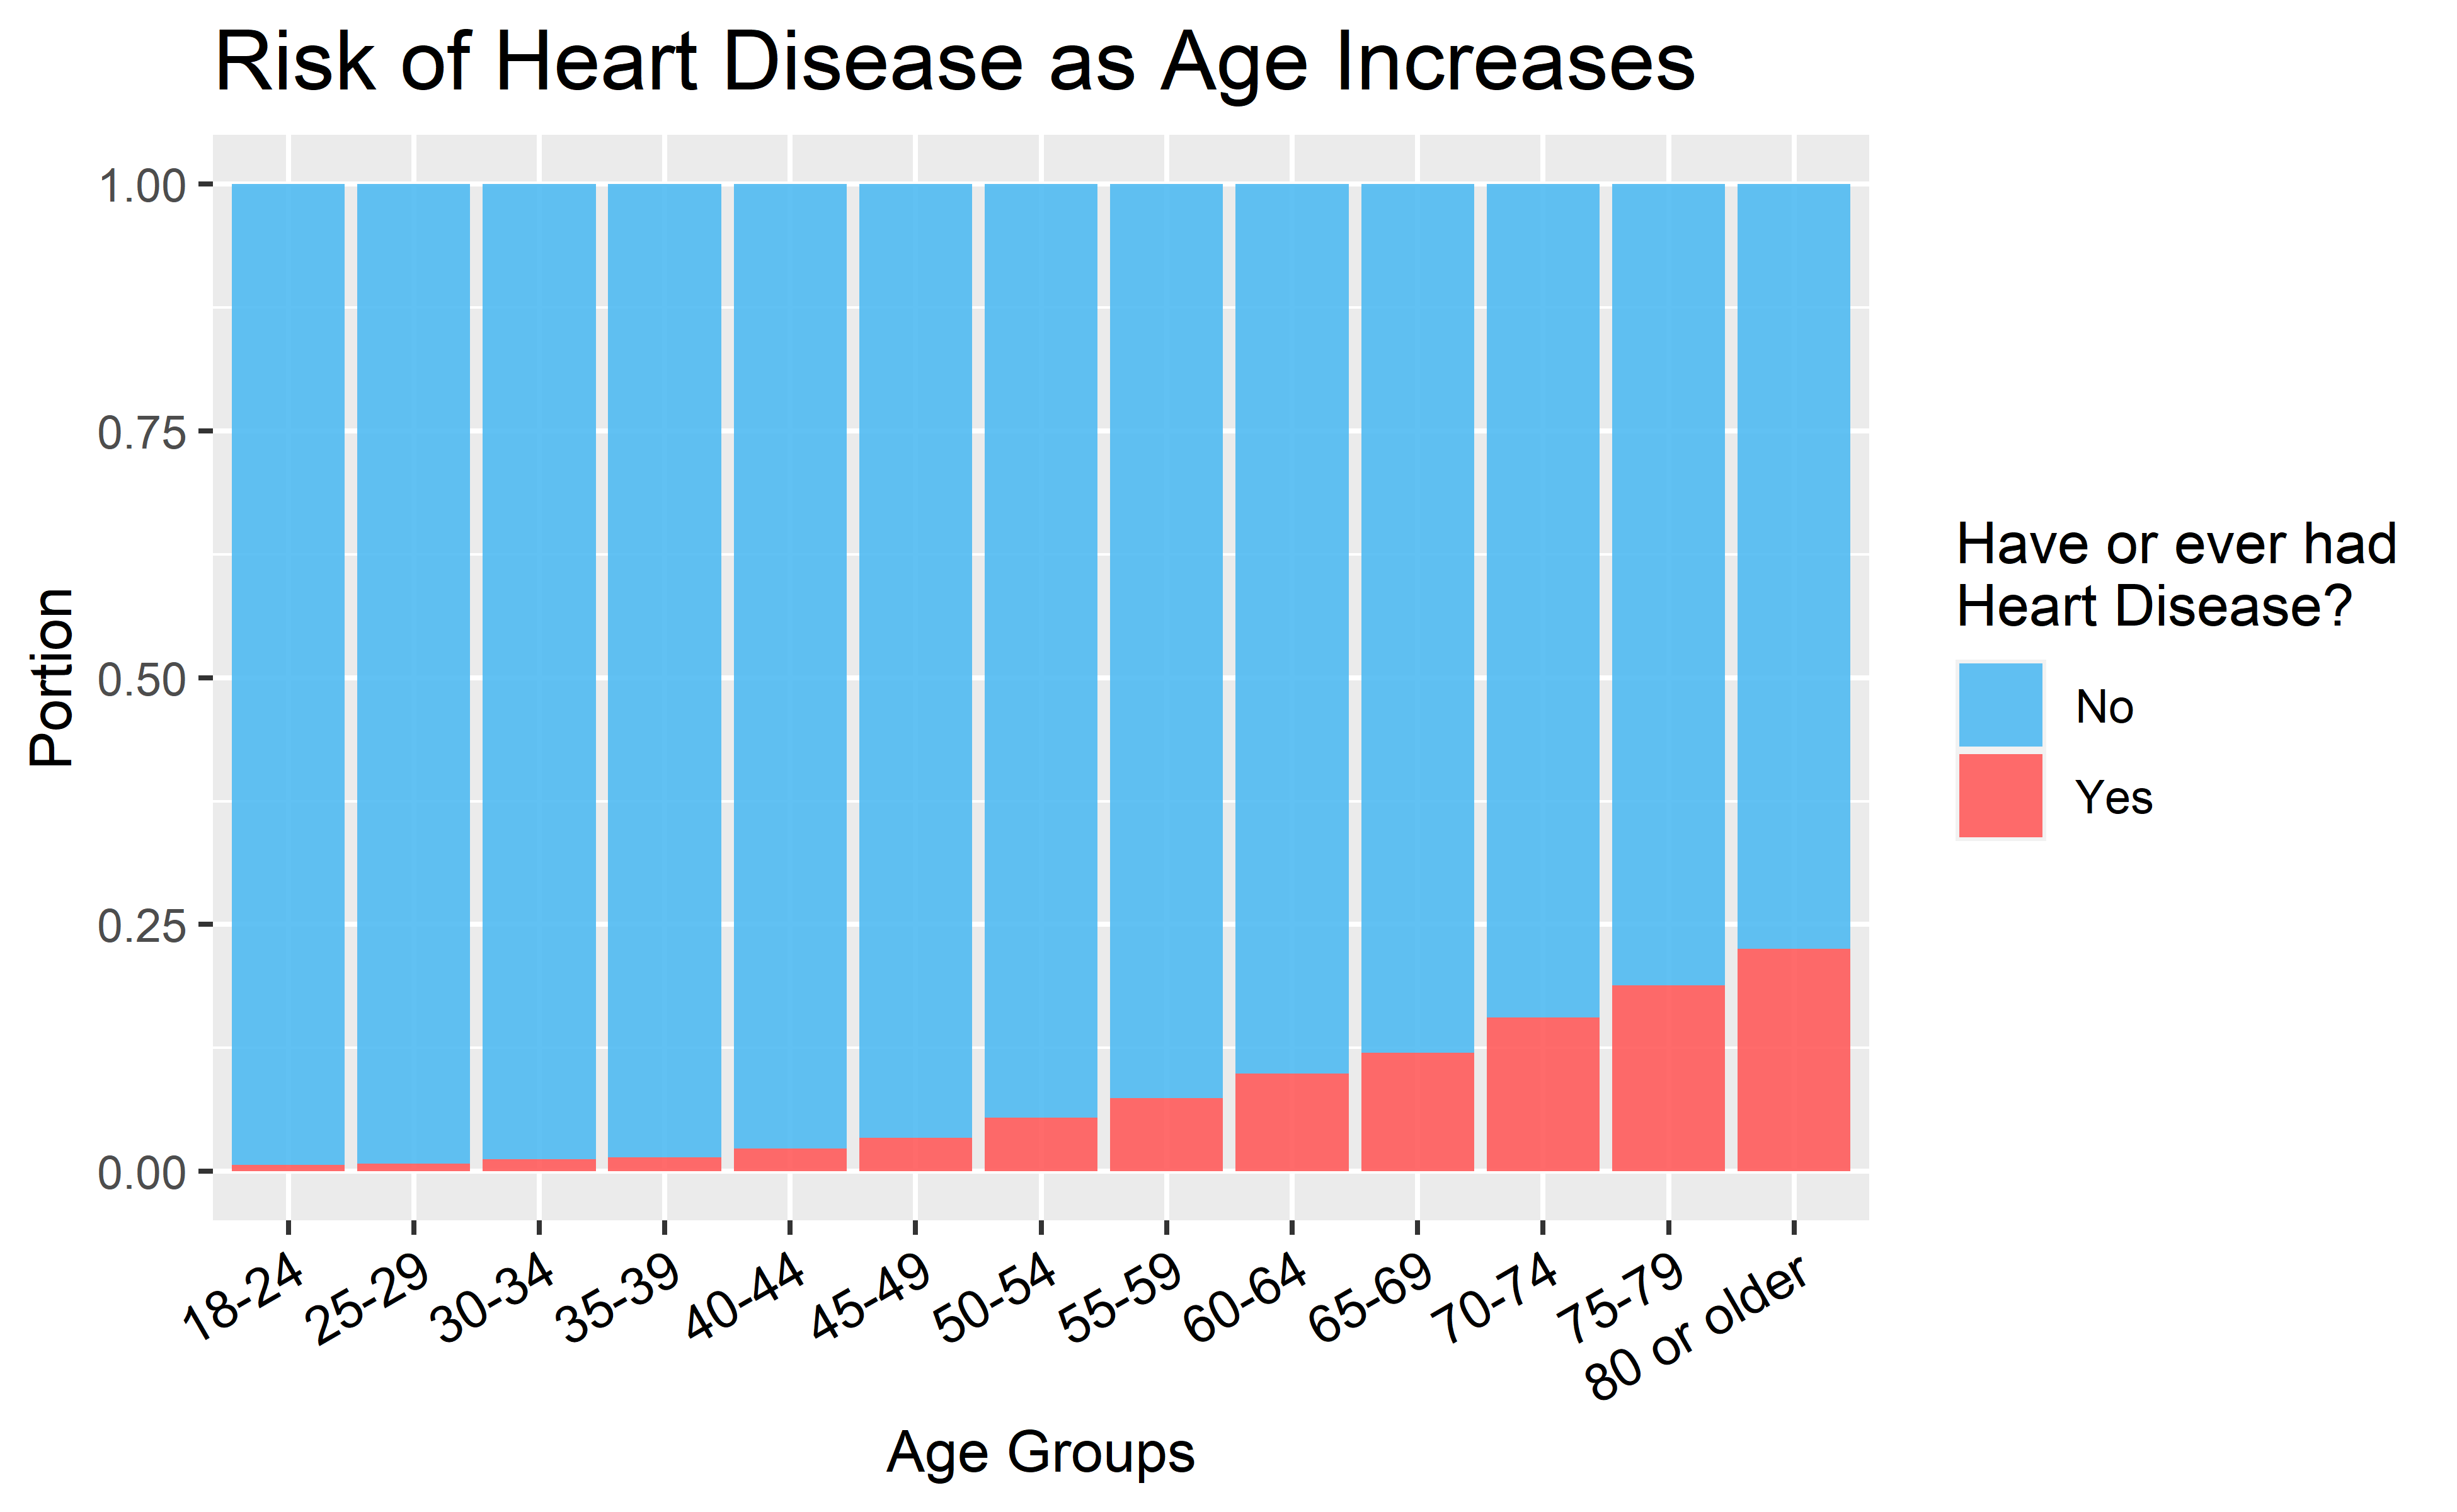 Risk of Heart Disease as Age Increases
Portion
1.00
0.75
0.50
0.25
0.00
18-24
25-29
30-34
35-39
40-44
45-49
50-54
55-59
60-64
65-69
70-74
75-79
80 or older
Age Groups
Have or ever had
Heart Disease?
No
Yes